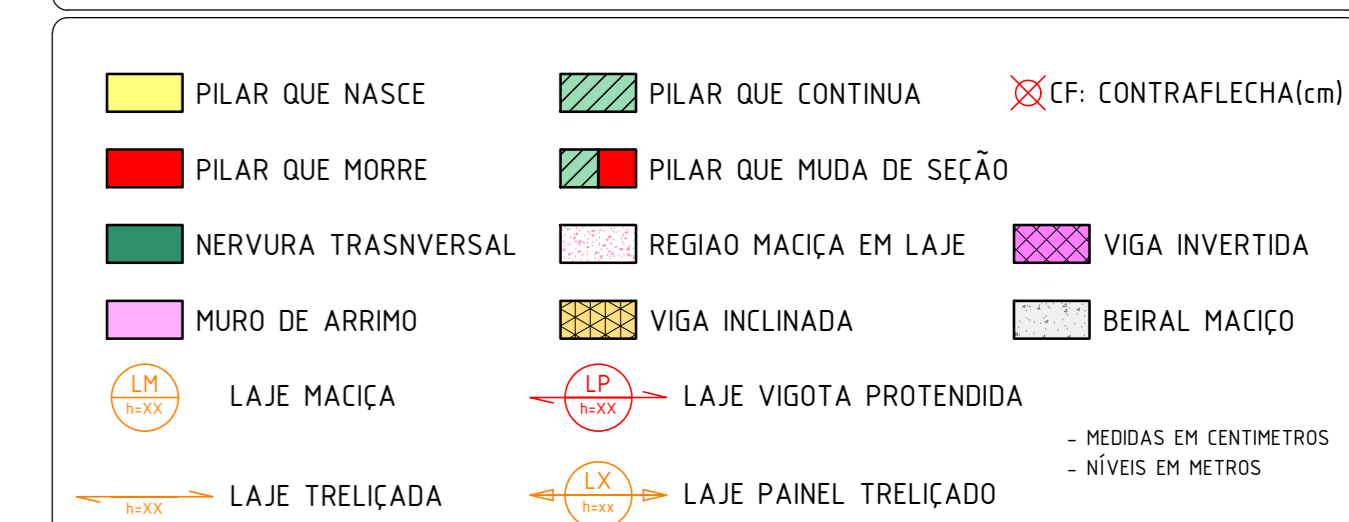 PILAR QUE NASCE
PILAR QUE CONTINUA
CF: CONTRAFLECHA(cm)
PILAR QUE MORRE
PILAR QUE MUDA DE SEÇÃO
NERVURA TRASNVERSAL
REGIAO MACIÇA EM LAJE
VIGA INVERTIDA
MURO DE ARRIMO
VIGA INCLINADA
BEIRAL MACIÇO
LM
h=XX
LAJE MACIÇA
LP
h=XX
LAJE VIGOTA PROTENDIDA
- MEDIDAS EM CENTIMETROS
- NÍVEIS EM METROS
h=XX
LAJE TRELIÇADA
LX
h=xx
LAJE PAINEL TRELIÇADO